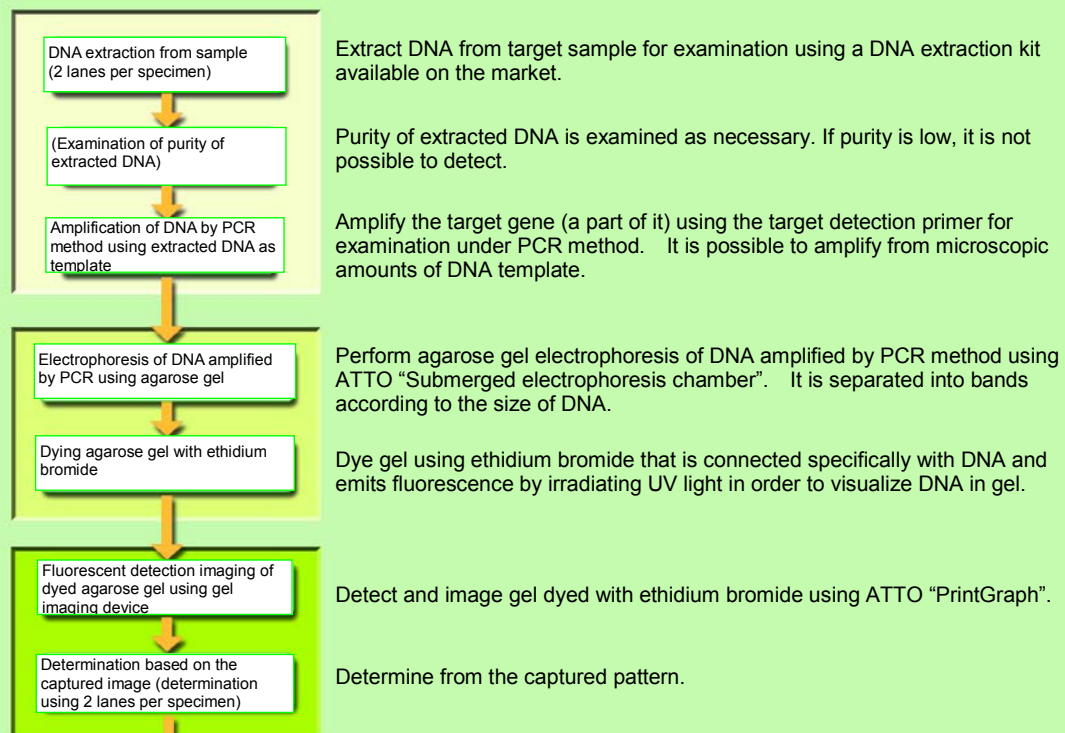 DNA extraction from sample
(2 lanes per specimen)
Extract DNA from target sample for examination using a DNA extraction kit
available on the market.
(Examination of purity of
extracted DNA)
Purity of extracted DNA is examined as necessary. If purity is low, it is not
possible to detect.
Amplification of DNA by PCR
method using extracted DNA as
template
Amplify the target gene (a part of it) using the target detection primer for
examination under PCR method. It is possible to amplify from microscopic
amounts of DNA template.
Electrophoresis of DNA amplified
by PCR using agarose gel
Perform agarose gel electrophoresis of DNA amplified by PCR method using
ATTO “Submerged electrophoresis chamber”. It is separated into bands
according to the size of DNA.
Dying agarose gel with ethidium
bromide
Dye gel using ethidium bromide that is connected specifically with DNA and
emits fluorescence by irradiating UV light in order to visualize DNA in gel.
Fluorescent detection imaging of
dyed agarose gel using gel
imaging device
Detect and image gel dyed with ethidium bromide using ATTO “PrintGraph”.
Determination based on the
captured image (determination
using 2 lanes per specimen)
Determine from the captured pattern.